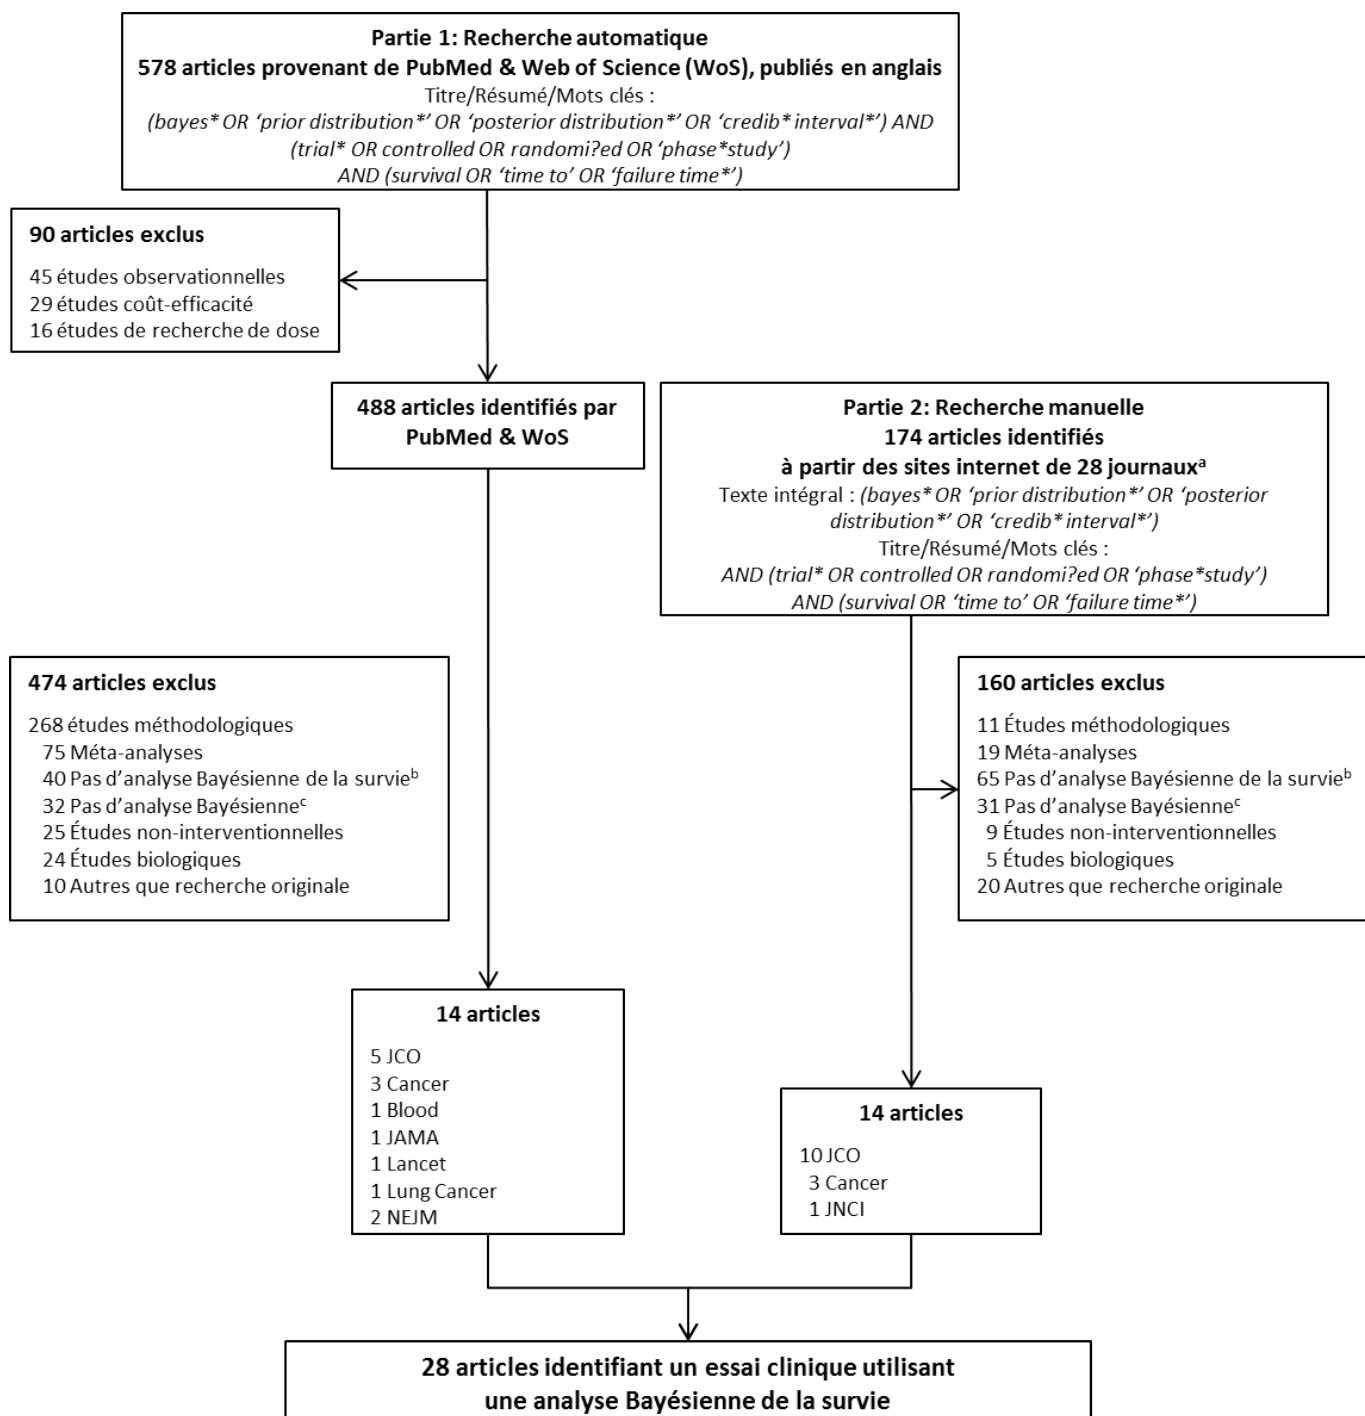 Partie 1: Recherche automatique
578 articles provenant de PubMed & Web of Science (WoS), publiés en anglais
Titre/Résumé/Mots clés :
(bayes* OR ‘prior distribution*’ OR ‘posterior distribution*’ OR ‘credib* interval*’) AND
(trial* OR controlled OR randomi?ed OR ‘phase*study’)
AND (survival OR ‘time to’ OR ‘failure time*’)
90 articles exclus
45 études observationnelles
29 études coût-efficacité
16 études de recherche de dose
488 articles identifiés par
PubMed & WoS
Partie 2: Recherche manuelle
174 articles identifiés
à partir des sites internet de 28 journauxᵃ
Texte intégral : (bayes* OR ‘prior distribution*’ OR ‘posterior
distribution*’ OR ‘credib* interval*’)
Titre/Résumé/Mots clés :
AND (trial* OR controlled OR randomi?ed OR ‘phase*study’)
AND (survival OR ‘time to’ OR ‘failure time*’)
474 articles exclus
268 études méthodologiques
75 Méta-analyses
40 Pas d’analyse Bayésienne de la survieᵇ
32 Pas d’analyse Bayésienneᶜ
25 Études non-interventionnelles
24 Études biologiques
10 Autres que recherche originale
160 articles exclus
11 Études méthodologiques
19 Méta-analyses
65 Pas d’analyse Bayésienne de la survieᵇ
31 Pas d’analyse Bayésienneᶜ
9 Études non-interventionnelles
5 Études biologiques
20 Autres que recherche originale
14 articles
5 JCO
3 Cancer
1 Blood
1 JAMA
1 Lancet
1 Lung Cancer
2 NEJM
14 articles
10 JCO
3 Cancer
1 JNCI
28 articles identifiant un essai clinique utilisant
une analyse Bayésienne de la survie